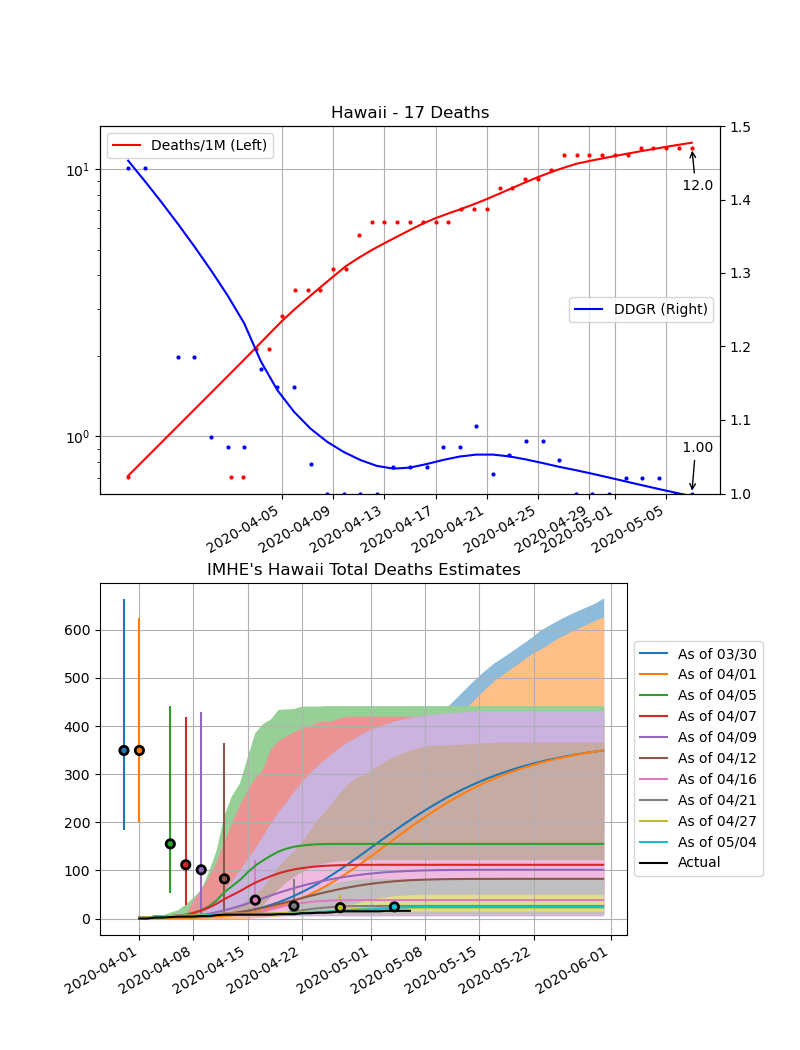 Hawaii - 17 Deaths
Deaths/1M (Left)
DDGR (Right)
12.0
1.00
10¹
10⁰
1.5
1.4
1.3
1.2
1.1
1.0
2020-04-05
2020-04-09
2020-04-13
2020-04-17
2020-04-21
2020-04-25
2020-04-29
2020-05-01
2020-05-05
IMHE's Hawaii Total Deaths Estimates
600
500
400
300
200
100
0
2020-04-01
2020-04-08
2020-04-15
2020-04-22
2020-05-01
2020-05-08
2020-05-15
2020-05-22
2020-06-01
As of 03/30
As of 04/01
As of 04/05
As of 04/07
As of 04/09
As of 04/12
As of 04/16
As of 04/21
As of 04/27
As of 05/04
Actual